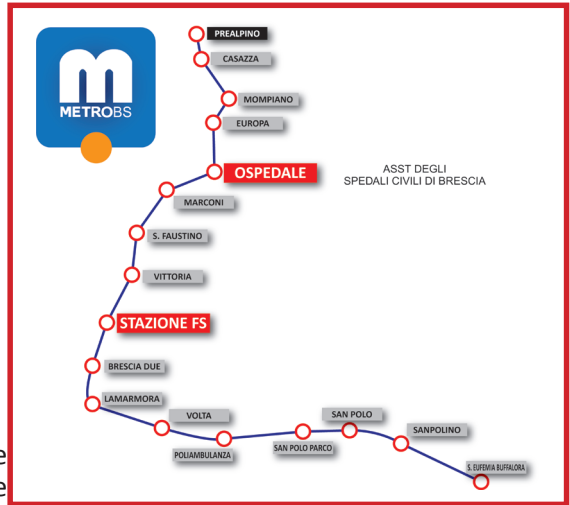 PREALPINO
CASAZZA
METROBS
MOMPIANO
EUROPA
OSPEDALE
ASST DEGLI
SPEDALI CIVILI DI BRESCIA
MARCONI
S. FAUSTINO
VITTORIA
STAZIONE FS
BRESCIA DUE
LAMARMORA
VOLTA
POLIAMBULANZA
SAN POLO PARCO
SAN POLO
SANPOLINO
S. EUFEMIA BUFFALORA